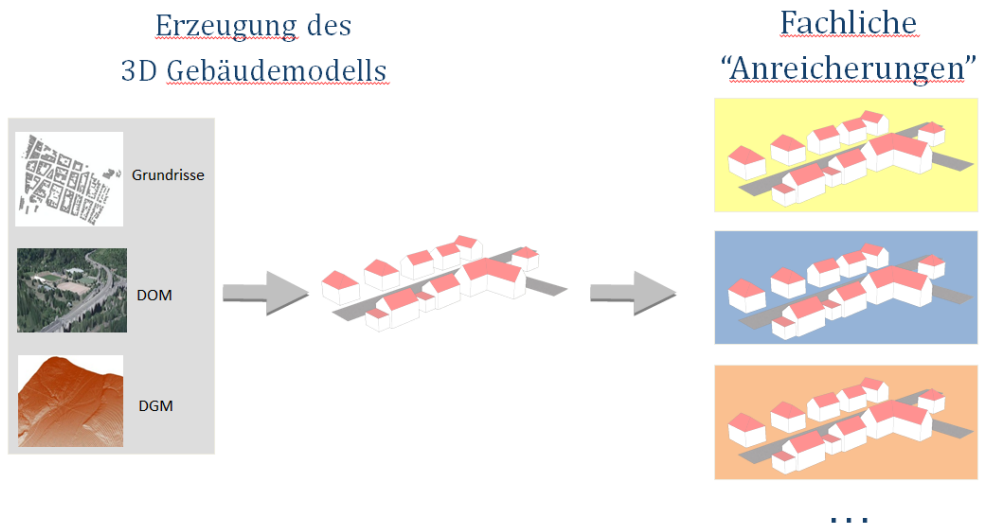 Erzeugung des
3D Gebäudemodells
Fachliche
“Anreicherungen”
Grundrisse
DOM
DGM
...